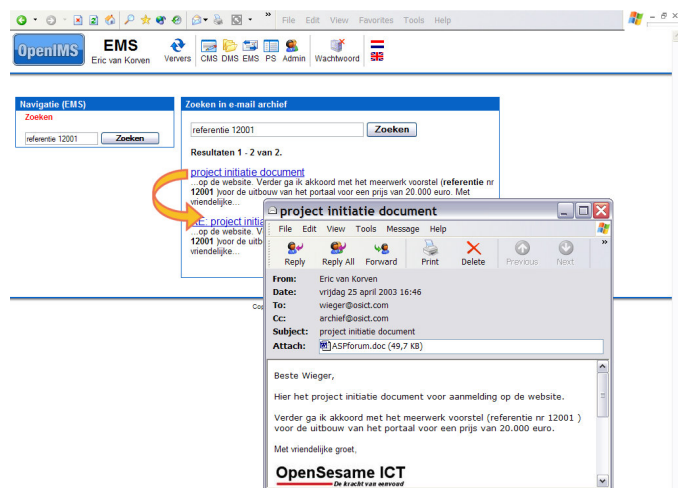 File Edit View Favorites Tools Help
OpenIMS
EMS
Eric van Korven
Ververs
CMS DMS EMS PS Admin
Wachtwoord
Navigatie (EMS)
Zoeken
referentie 12001
Zoeken
Zoeken in e-mail archief
referentie 12001
Zoeken
Resultaten 1 - 2 van 2.
project initiatie document
...op de website. Verder ga ik akkoord met het meerwerk voorstel (referentie nr
12001 )voor de uitbouw van het portaal voor een prijs van 20.000 euro. Met
vriendelijke...
RE: project initia
...op de website. V
12001 )voor de uitb
vriendelijke...
Cop
project initiatie document
File Edit View Tools Message Help
Reply
Reply All
Forward
Print
Delete
Previous
Next
From: Eric van Korven
Date: vrijdag 25 april 2003 16:46
To: wieger@osict.com
Cc: archief@osict.com
Subject: project initiatie document
Attach: ASPforum.doc (49,7 KB)
Beste Wieger,
Hier het project initiatie document voor aanmelding op de website.
Verder ga ik akkoord met het meerwerk voorstel (referentie nr 12001 )
voor de uitbouw van het portaal voor een prijs van 20.000 euro.
Met vriendelijke groet,
OpenSesame ICT
De kracht van eenvoud